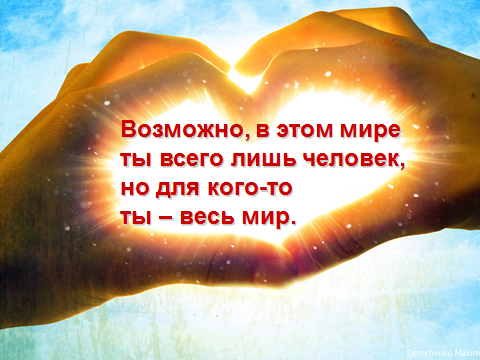 Возможно, в этом мире
ты всего лишь человек,
но для кого-то
ты – весь мир.
Demchenko.Maxim